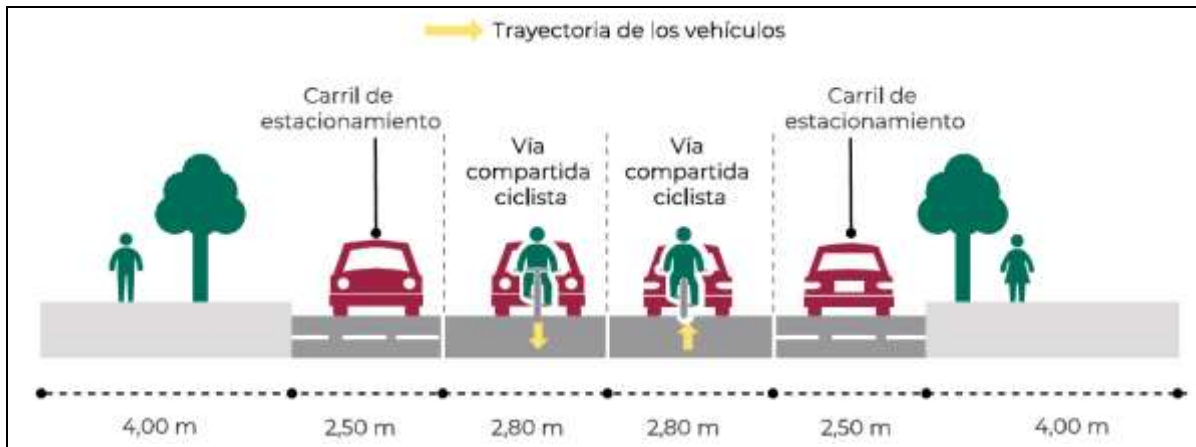 Trayectoria de los vehículos
Carril de
estacionamiento
Vía
compartida
ciclista
Vía
compartida
ciclista
Carril de
estacionamiento
4,00 m
2,50 m
2,80 m
2,80 m
2,50 m
4,00 m